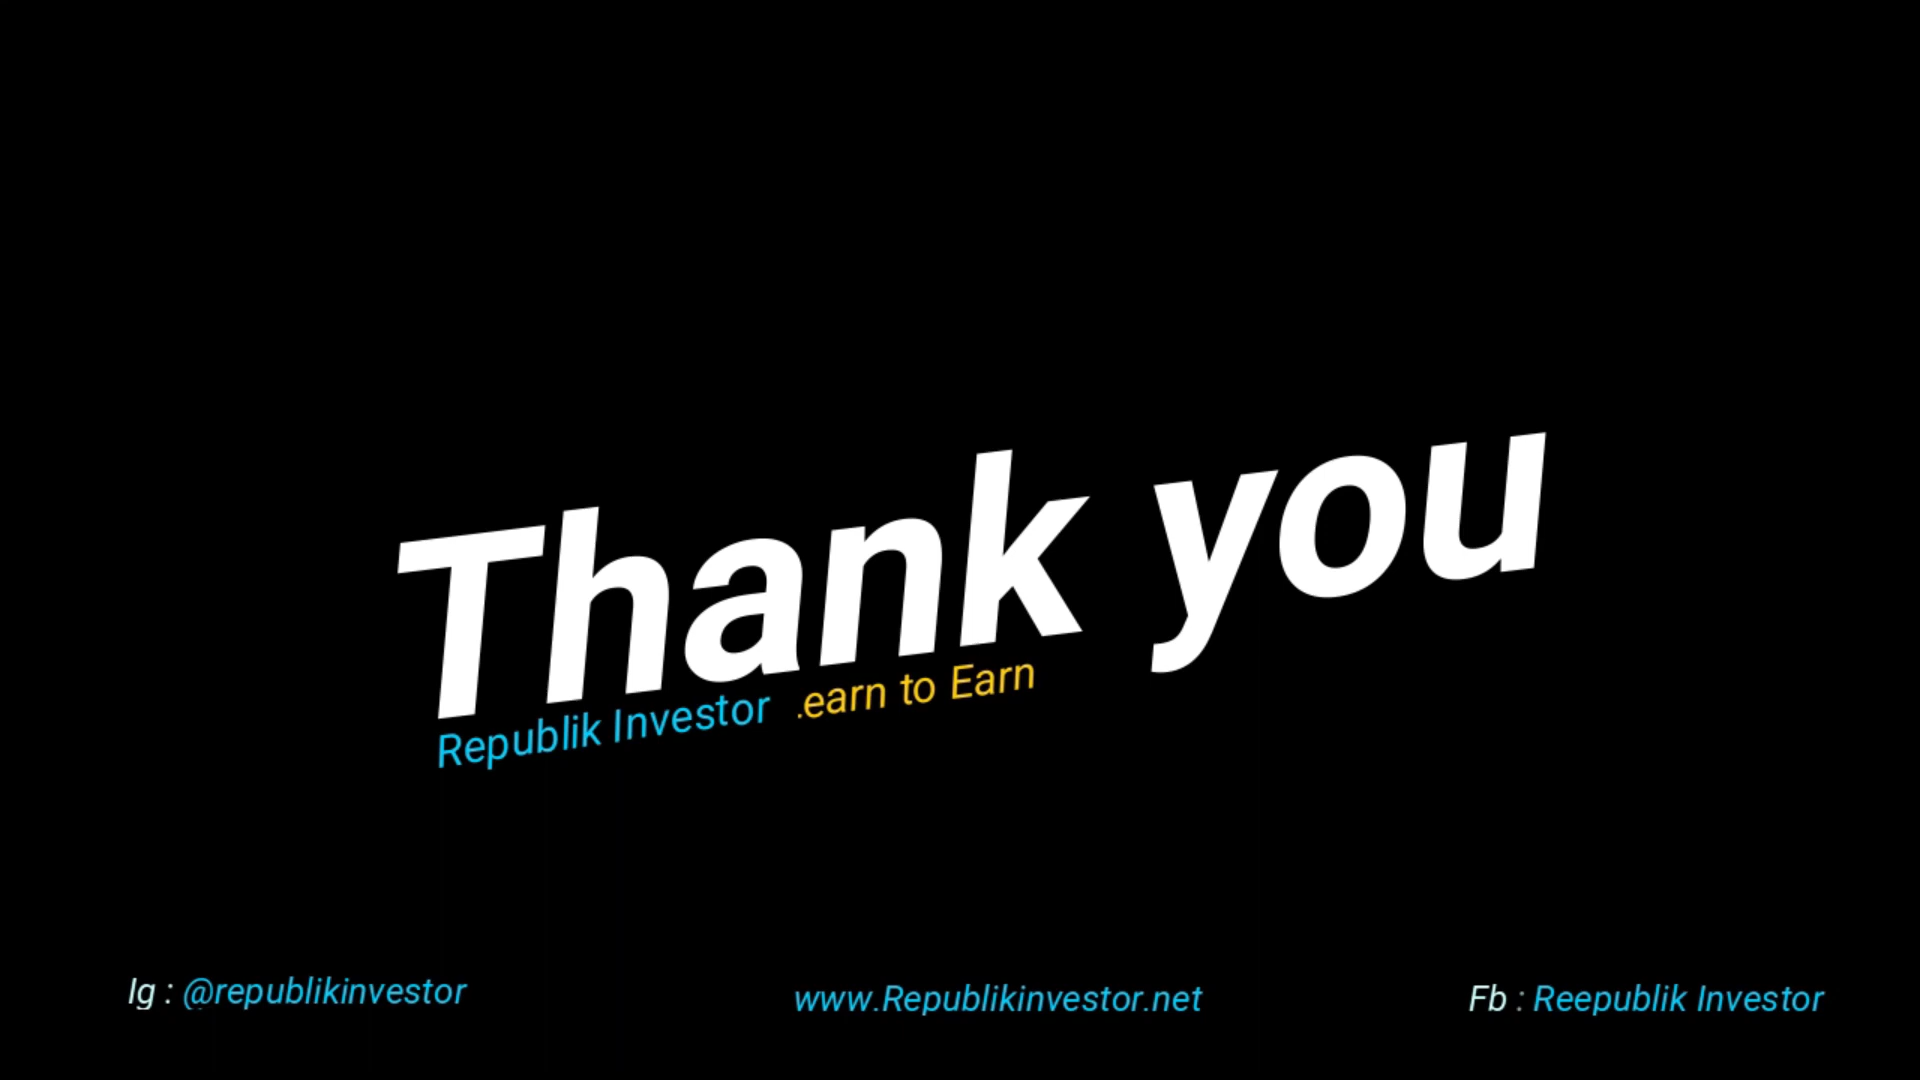 Thank you
Republik Investor .earn to Earn
Ig : @republikinvestor
www.Republikinvestor.net
Fb : Reepublik Investor